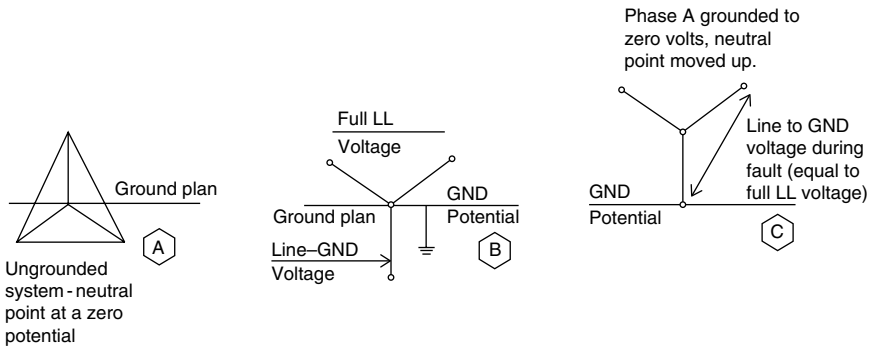 Ground plan
A
Ungrounded
system - neutral
point at a zero
potential
Full LL
Voltage
Ground plan
GND
Potential
Line–GND
Voltage
B
Phase A grounded to
zero volts, neutral
point moved up.
Line to GND
voltage during
fault (equal to
full LL voltage)
GND
Potential
C